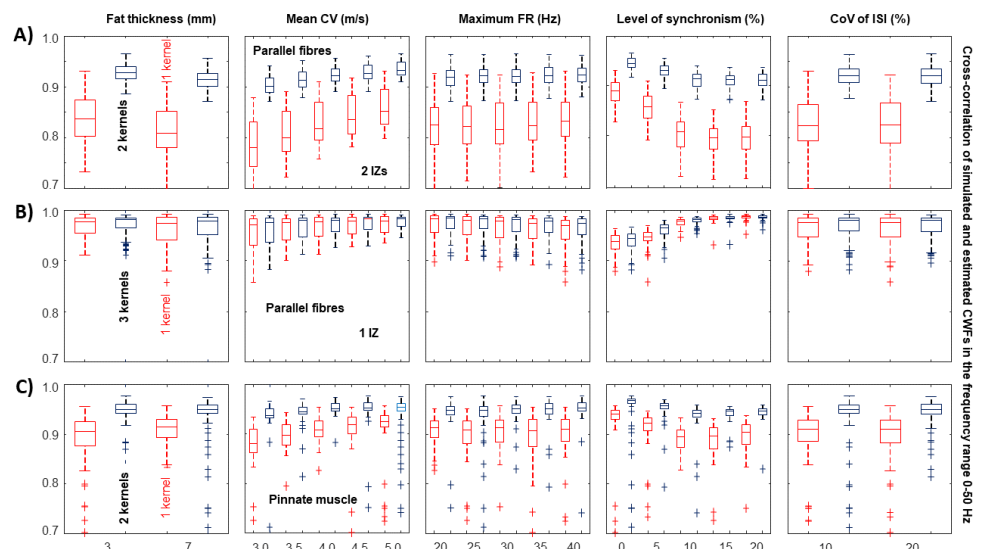 Fat thickness (mm) Mean CV (m/s) Maximum FR (Hz) Level of synchronism (%) CoV of ISI (%)
A)
1.0
0.9
0.8
0.7
2 kernels
1 kernel
Parallel fibres
2 IZs
B)
1.0
0.9
0.8
0.7
3 kernels
1 kernel
Parallel fibres
1 IZ
C)
1.0
0.9
0.8
0.7
2 kernels
1 kernel
Pinnate muscle
3 7 3.0 3.5 4.0 4.5 5.0 20 25 30 35 40 0 5 10 15 20 10 20
Cross-correlation of simulated and estimated CWFs in the frequency range 0-50 Hz